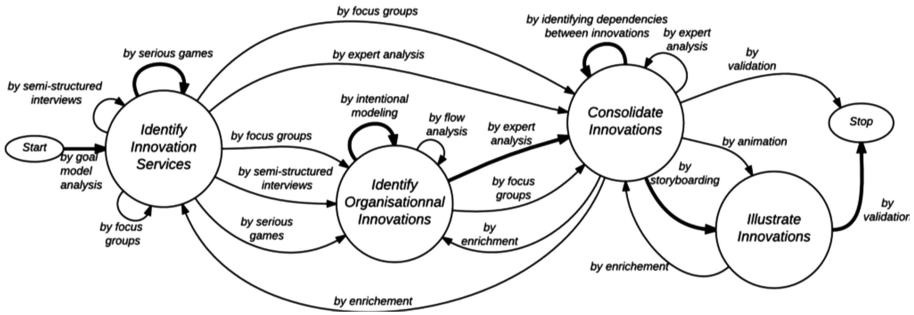 by focus groups
by identifying dependencies
between innovations
by expert
analysis
by serious games
by expert analysis
by
validation
by semi-structured
interviews
by intentional
modeling
by flow
analysis
Consolidate
Innovations
Stop
Identify
Innovation
Services
by focus groups
by expert
analysis
by animation
Start
by goal
model
analysis
by semi-structured
interviews
Identify
Organisationnal
Innovations
by focus
groups
by
storyboarding
Illustrate
Innovations
by focus
groups
by serious
games
by
enrichment
by
validation
by enrichement
by enrichement